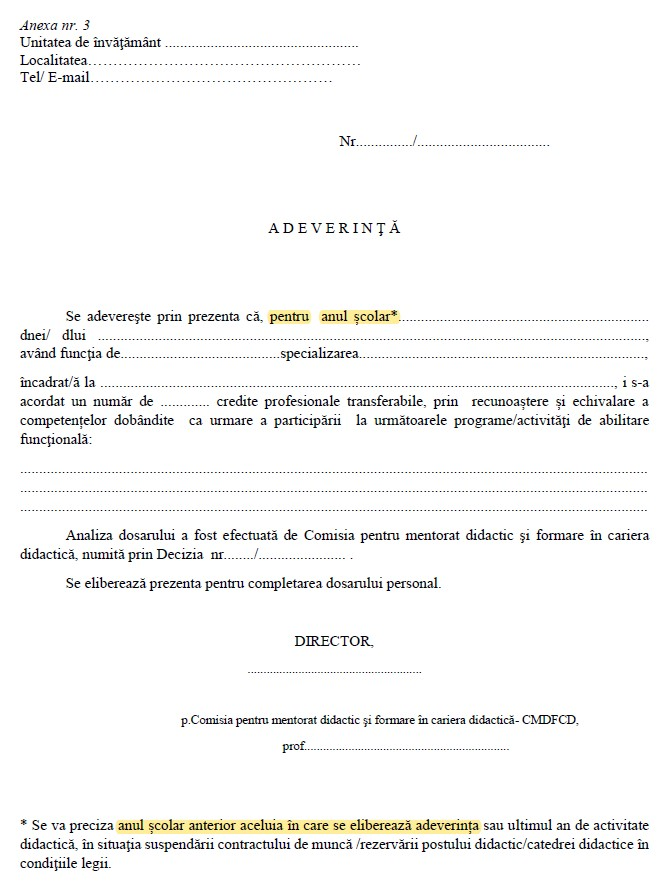 Anexa nr. 3
Unitatea de învăţământ ......................................................
Localitatea…………………………………………………
Tel/ E-mail……………………………………………
Nr................/.....................................
A D E V E R I N Ţ Ă
Se adevereşte prin prezenta că, pentru anul şcolar*......................................................................
dnei/ dlui .........................................................................................................................................................,
având funcţia de............................................specializarea...............................................................................,
încadrat/ă la ................................................................................................................................................, i s-a
acordat un număr de ............. credite profesionale transferabile, prin recunoaştere şi echivalare a
competenţelor dobândite ca urmare a participării la următoarele programe/activităţi de abilitare
funcţională:
...............................................................................................................................................................................
...............................................................................................................................................................................
...............................................................................................................................................................................
Analiza dosarului a fost efectuată de Comisia pentru mentorat didactic şi formare în cariera
didactică, numită prin Decizia nr......../........................ .
Se eliberează prezenta pentru completarea dosarului personal.
DIRECTOR,
.........................................................
p.Comisia pentru mentorat didactic şi formare în cariera didactică- CMDFCD,
prof....................................................................
* Se va preciza anul şcolar anterior aceluia în care se eliberează adeverinţa sau ultimul an de activitate
didactică, în situaţia suspendării contractului de muncă /rezervării postului didactic/catedrei didactice în
condiţiile legii.